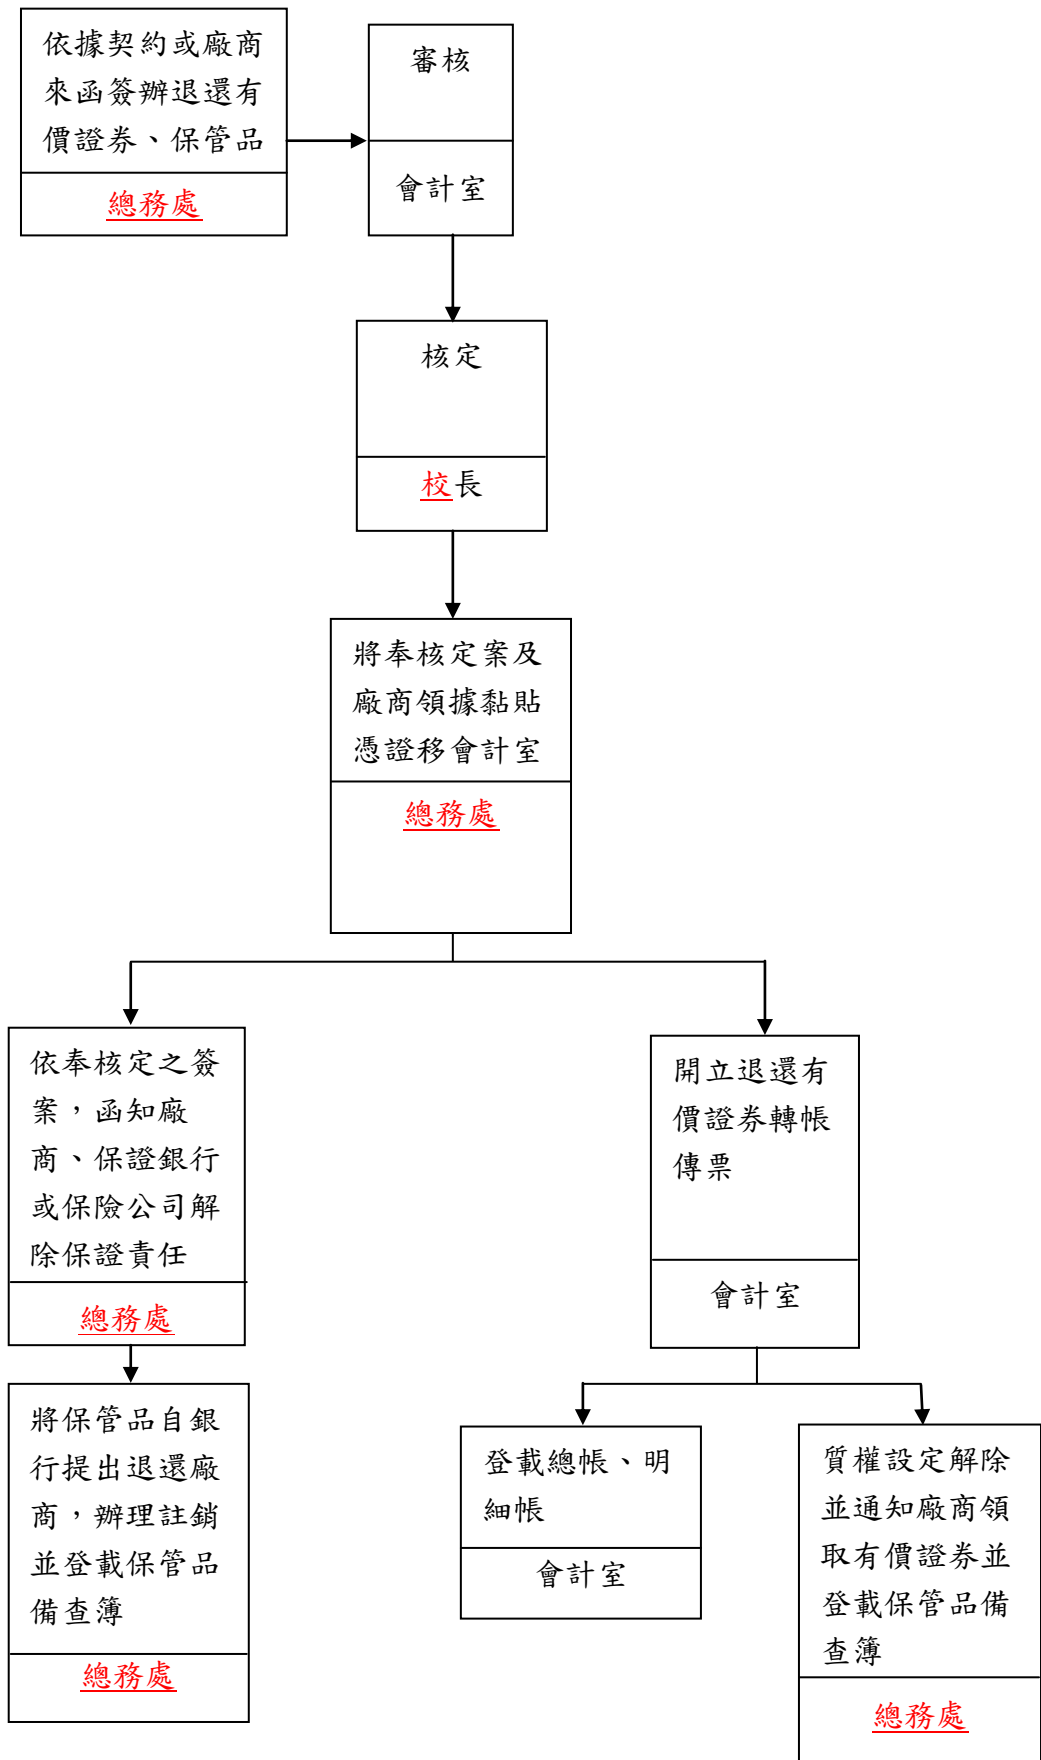 依據契約或廠商
來函簽辦退還有
價證券、保管品
總務處
審核
會計室
核定
校長
將奉核定案及
廠商領據黏貼
憑證移會計室
總務處
依奉核定之簽
案，函知廠
商、保證銀行
或保險公司解
除保證責任
總務處
將保管品自銀
行提出退還廠
商，辦理註銷
並登載保管品
備查簿
總務處
開立退還有
價證券轉帳
傳票
會計室
登載總帳、明
細帳
會計室
質權設定解除
並通知廠商領
取有價證券並
登載保管品備
查簿
總務處